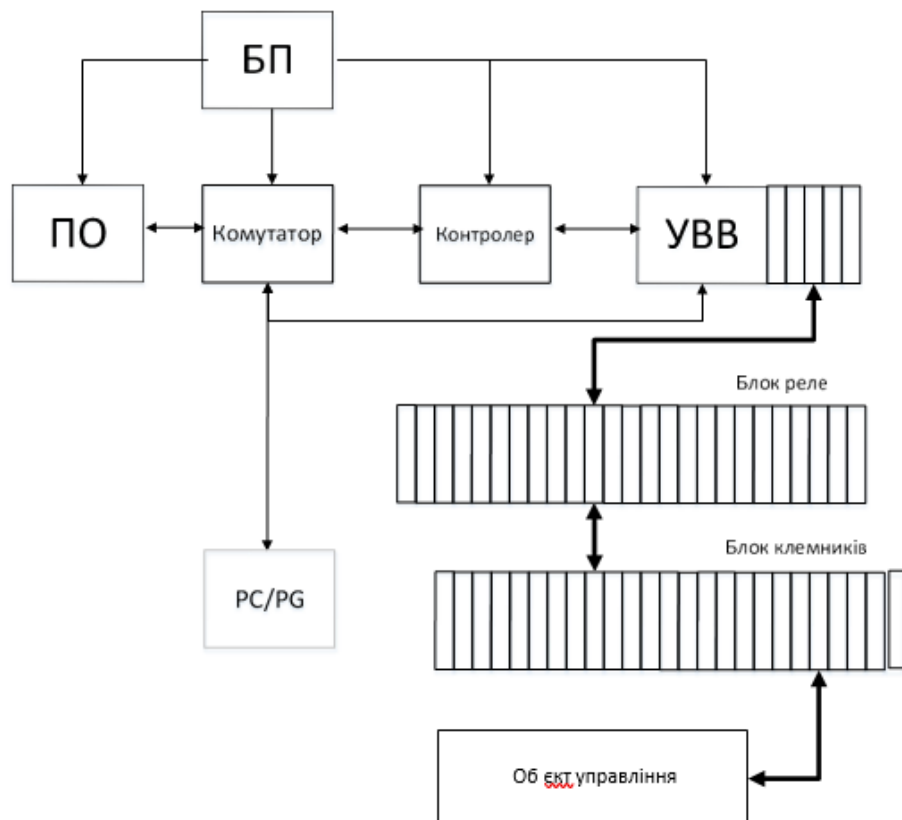 БП
ПО
Комутатор
Контролер
УВВ
Блок реле
Блок клемників
PC/PG
Об єкт управління